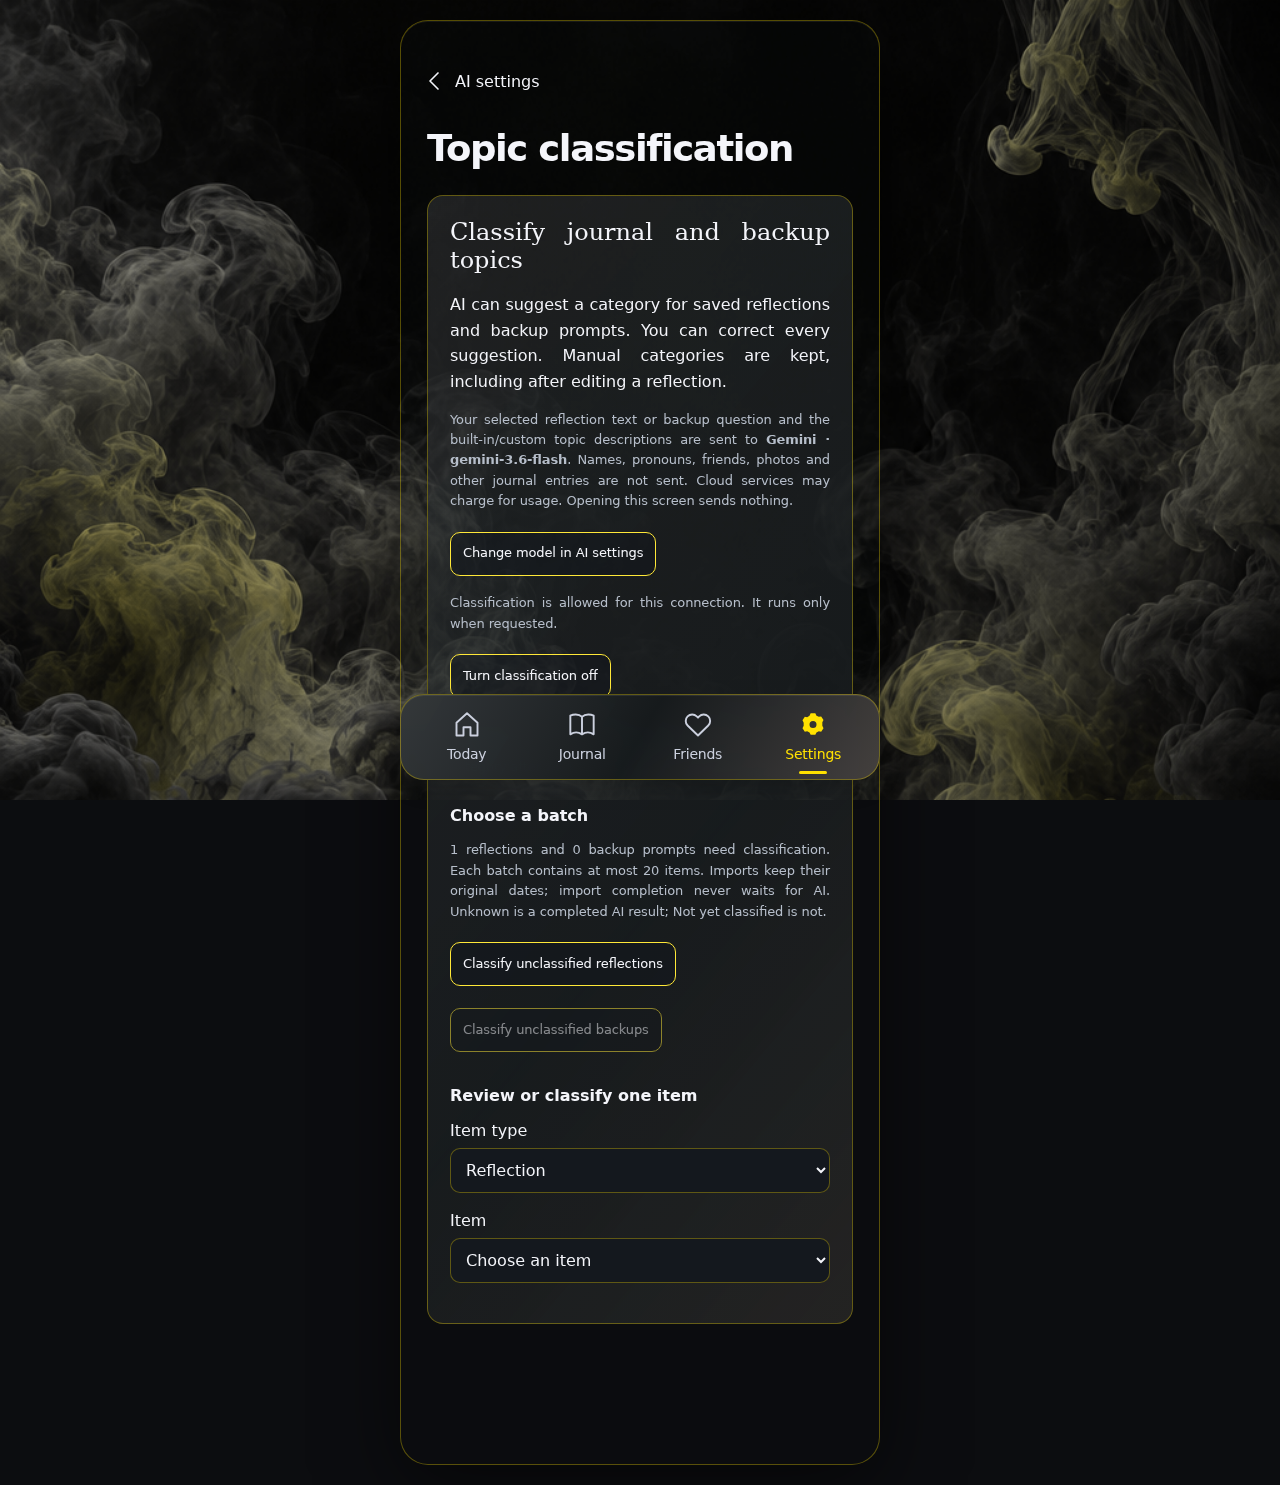 AI settings
Topic classification
Classify journal and backup
topics
AI can suggest a category for saved reflections
and backup prompts. You can correct every
suggestion. Manual categories are kept,
including after editing a reflection.
Your selected reflection text or backup question and the
built-in/custom topic descriptions are sent to Gemini ·
gemini-3.6-flash. Names, pronouns, friends, photos and
other journal entries are not sent. Cloud services may
charge for usage. Opening this screen sends nothing.
Change model in AI settings
Classification is allowed for this connection. It runs only
when requested.
Turn classification off
Today Journal Friends Settings
Choose a batch
1 reflections and 0 backup prompts need classification.
Each batch contains at most 20 items. Imports keep their
original dates; import completion never waits for AI.
Unknown is a completed AI result; Not yet classified is not.
Classify unclassified reflections
Classify unclassified backups
Review or classify one item
Item type
Reflection
Item
Choose an item